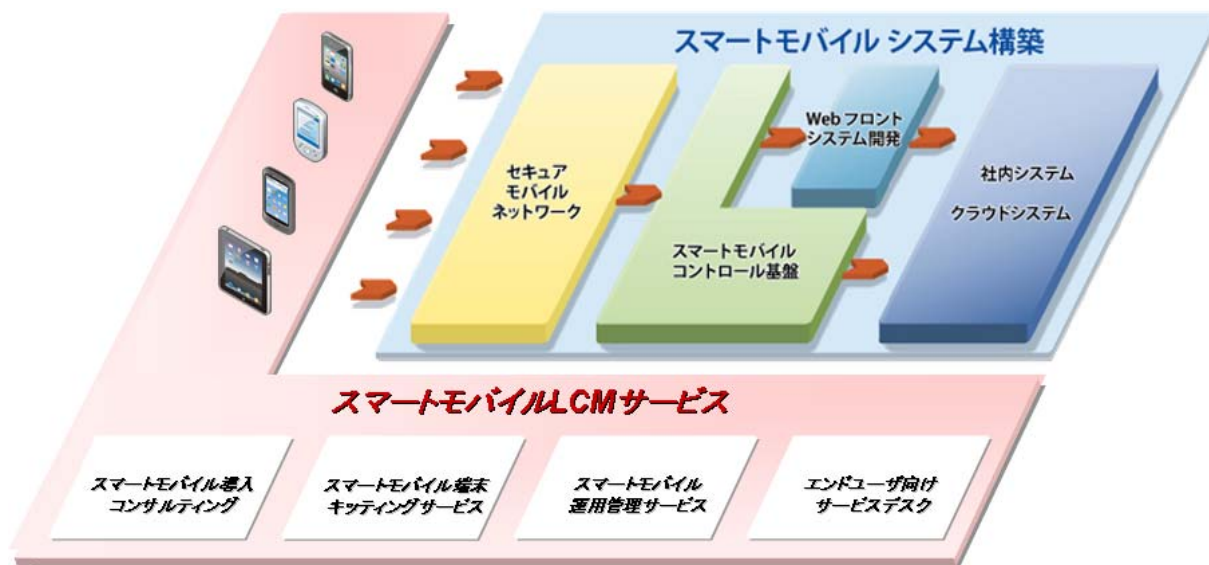 スマートモバイル システム構築
セキュア
モバイル
ネットワーク
スマートモバイル
コントロール基盤
Webフロント
システム開発
社内システム
クラウドシステム
スマートモバイルLCMサービス
スマートモバイル導入
コンサルティング
スマートモバイル端末
キッティングサービス
スマートモバイル
運用管理サービス
エンドユーザ向け
サービスデスク